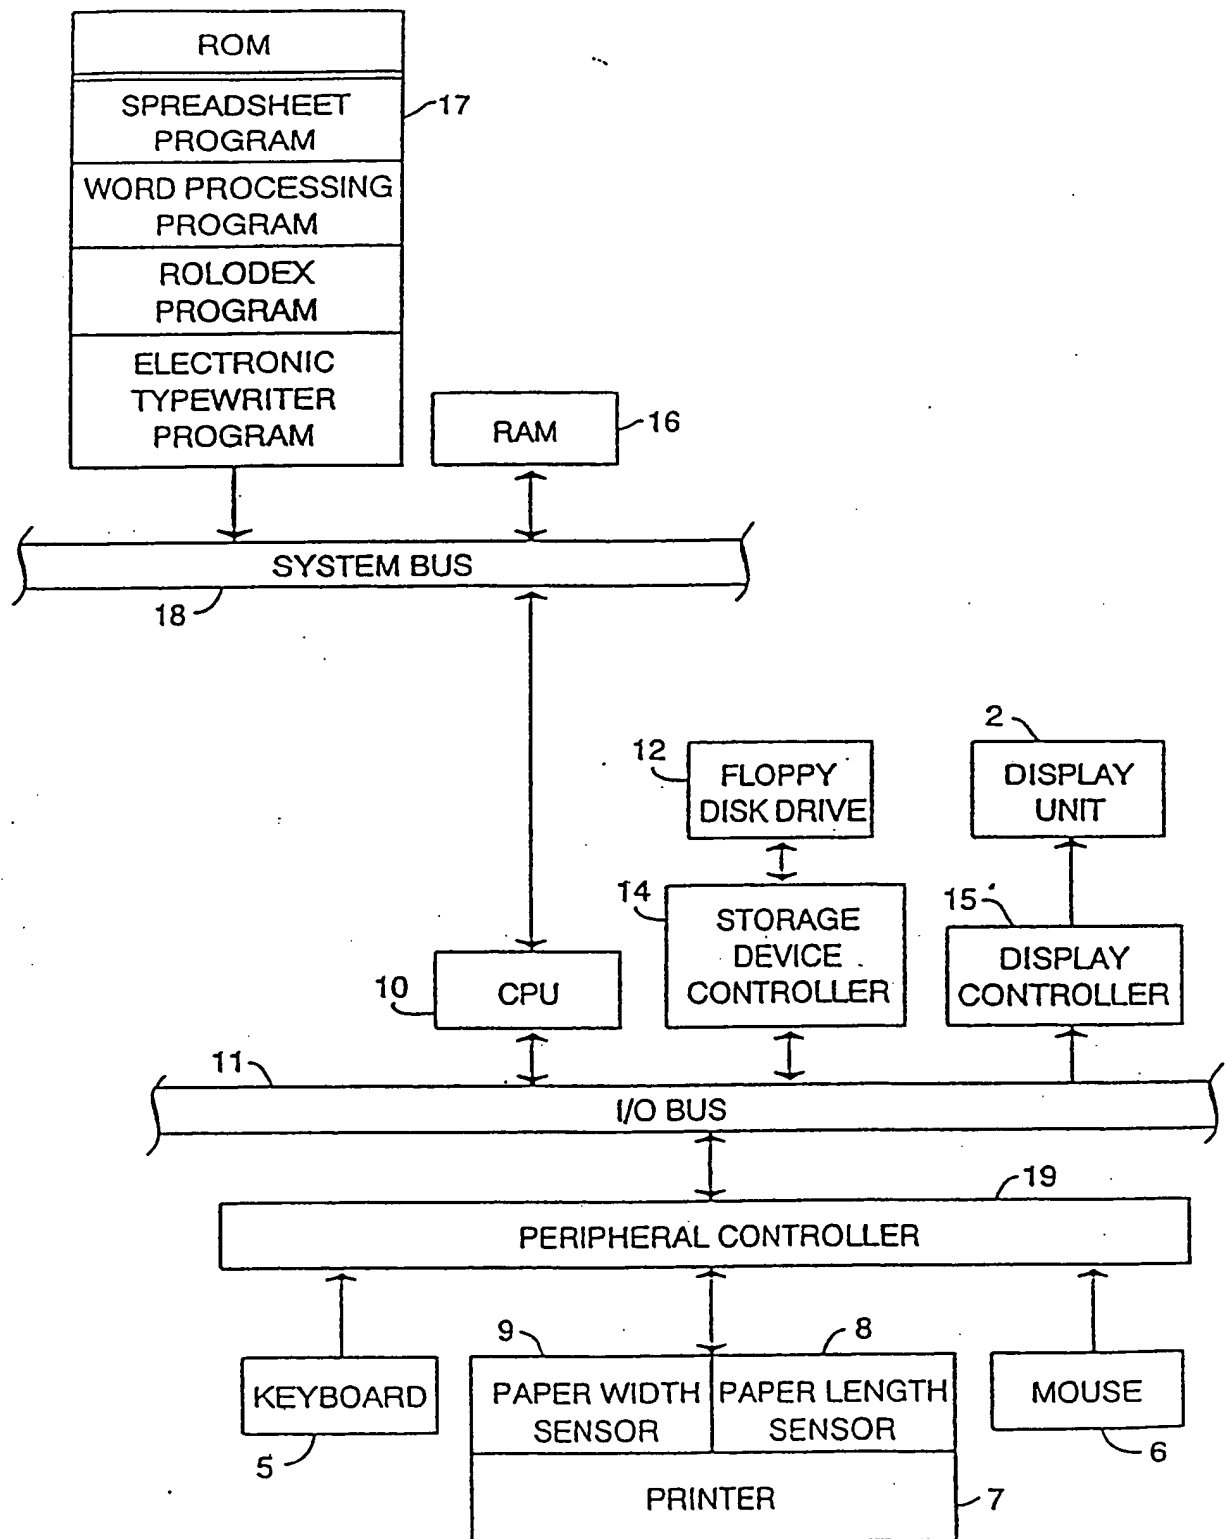 ROM
SPREADSHEET
PROGRAM
17
WORD PROCESSING
PROGRAM
ROLODEX
PROGRAM
ELECTRONIC
TYPEWRITER
PROGRAM
RAM
16
SYSTEM BUS
18
2
12
FLOPPY
DISK DRIVE
DISPLAY
UNIT
14
STORAGE
DEVICE
CONTROLLER
15
DISPLAY
CONTROLLER
10
CPU
11
I/O BUS
19
PERIPHERAL CONTROLLER
9
8
KEYBOARD
5
PAPER WIDTH
SENSOR
PAPER LENGTH
SENSOR
MOUSE
6
PRINTER
7